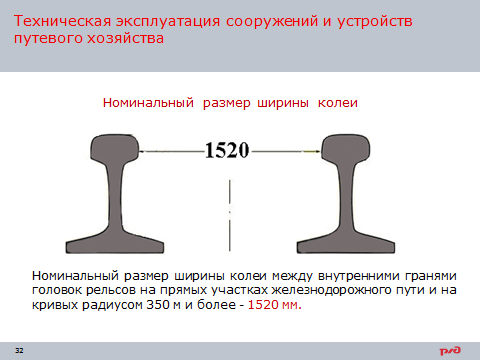 Техническая эксплуатация сооружений и устройств
путевого хозяйства
Номинальный размер ширины колеи
1520
Номинальный размер ширины колеи между внутренними гранями
головок рельсов на прямых участках железнодорожного пути и на
кривых радиусом 350 м и более - 1520 мм.
32
ржд